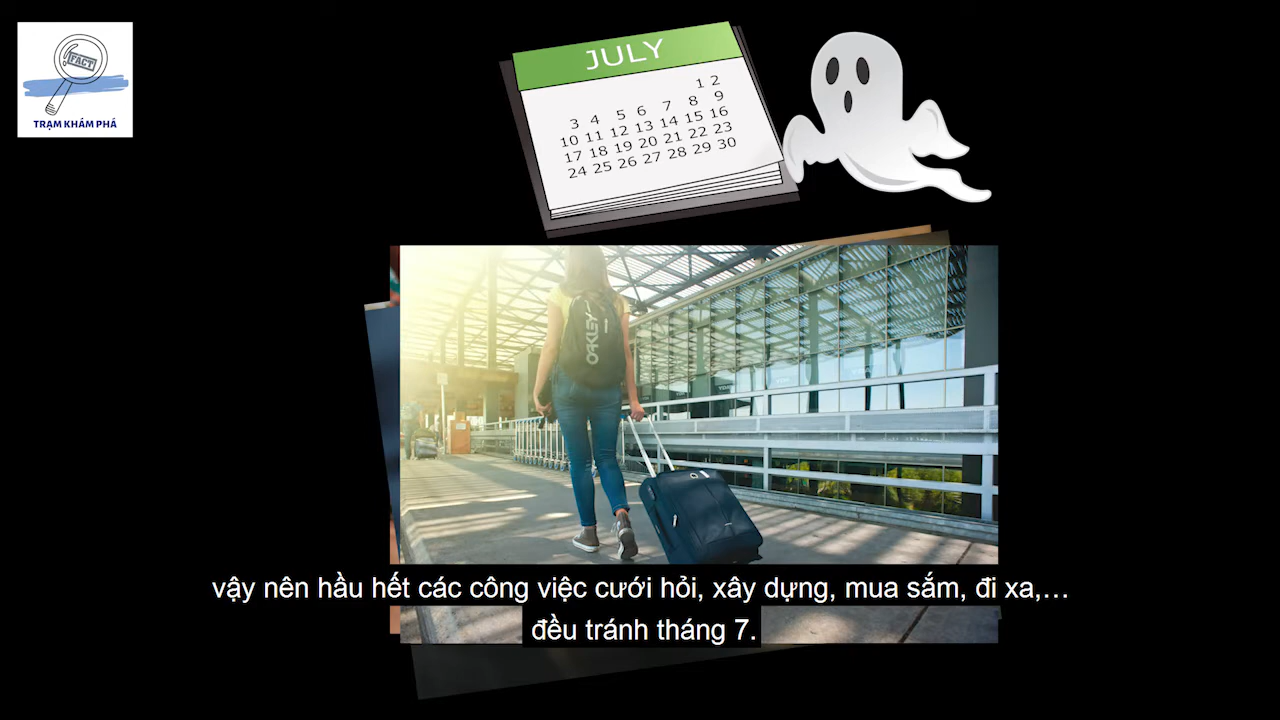 FACT
TRẠM KHÁM PHÁ
JULY
1 2
3 4 5 6 7 8 9
10 11 12 13 14 15 16
17 18 19 20 21 22 23
24 25 26 27 28 29 30
OAKLEY
vậy nên hầu hết các công việc cưới hỏi, xây dựng, mua sắm, đi xa,…
đều tránh tháng 7.